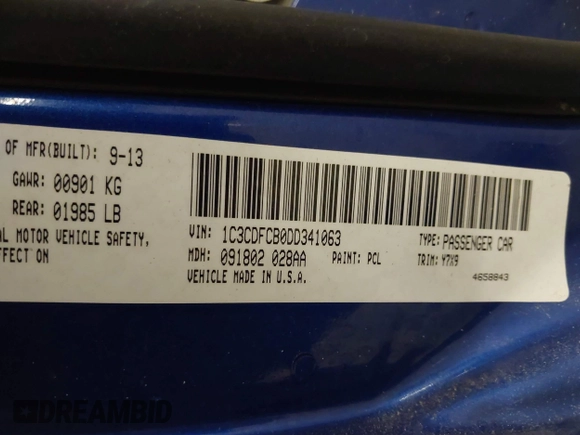 OF MFR(BUILT): 9-13
GAWR: 00901 KG
REAR: 01985 LB
AL MOTOR VEHICLE SAFETY,
EFFECT ON
VIN: 1C3CDFCB0DD341063
TYPE: PASSENGER CAR
MDH: 091802 028AA
PAINT: PCL
TRIM: Y7X9
VEHICLE MADE IN U.S.A.
4658843
DREAMBID